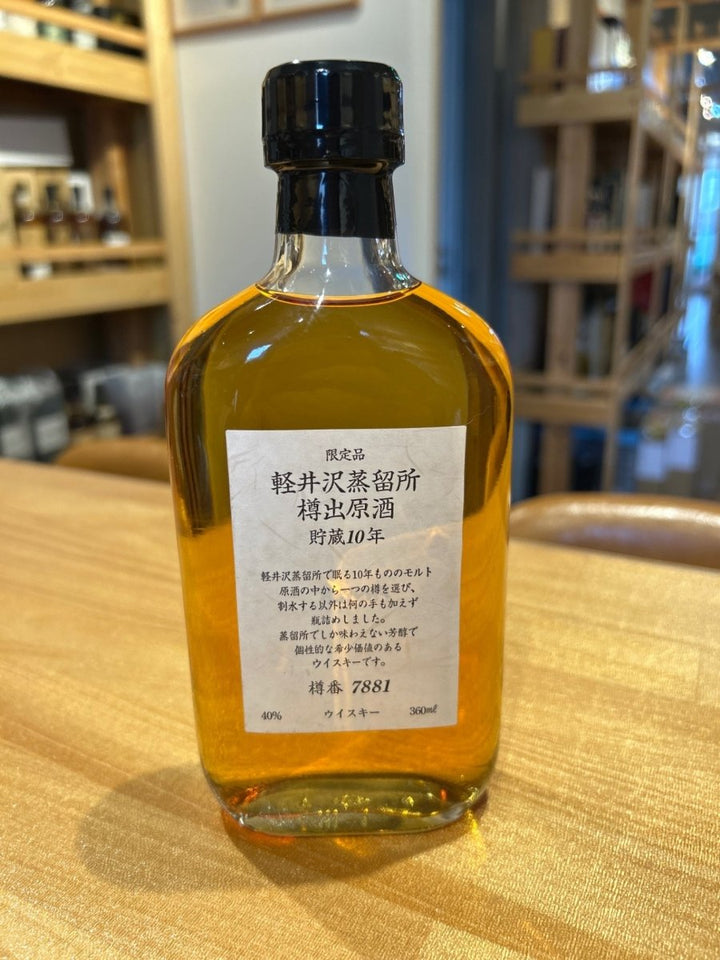 限定品
軽井沢蒸留所
樽出原酒
貯蔵10年
軽井沢蒸留所で眠る10年もののモルト
原酒の中から一つの樽を選び、
割水する以外は何の手も加えず
瓶詰めしました。
蒸留所でしか味わえない芳醇で
個性的な希少価値のある
ウイスキーです。
樽番 7881
40% ウイスキー 360mℓ